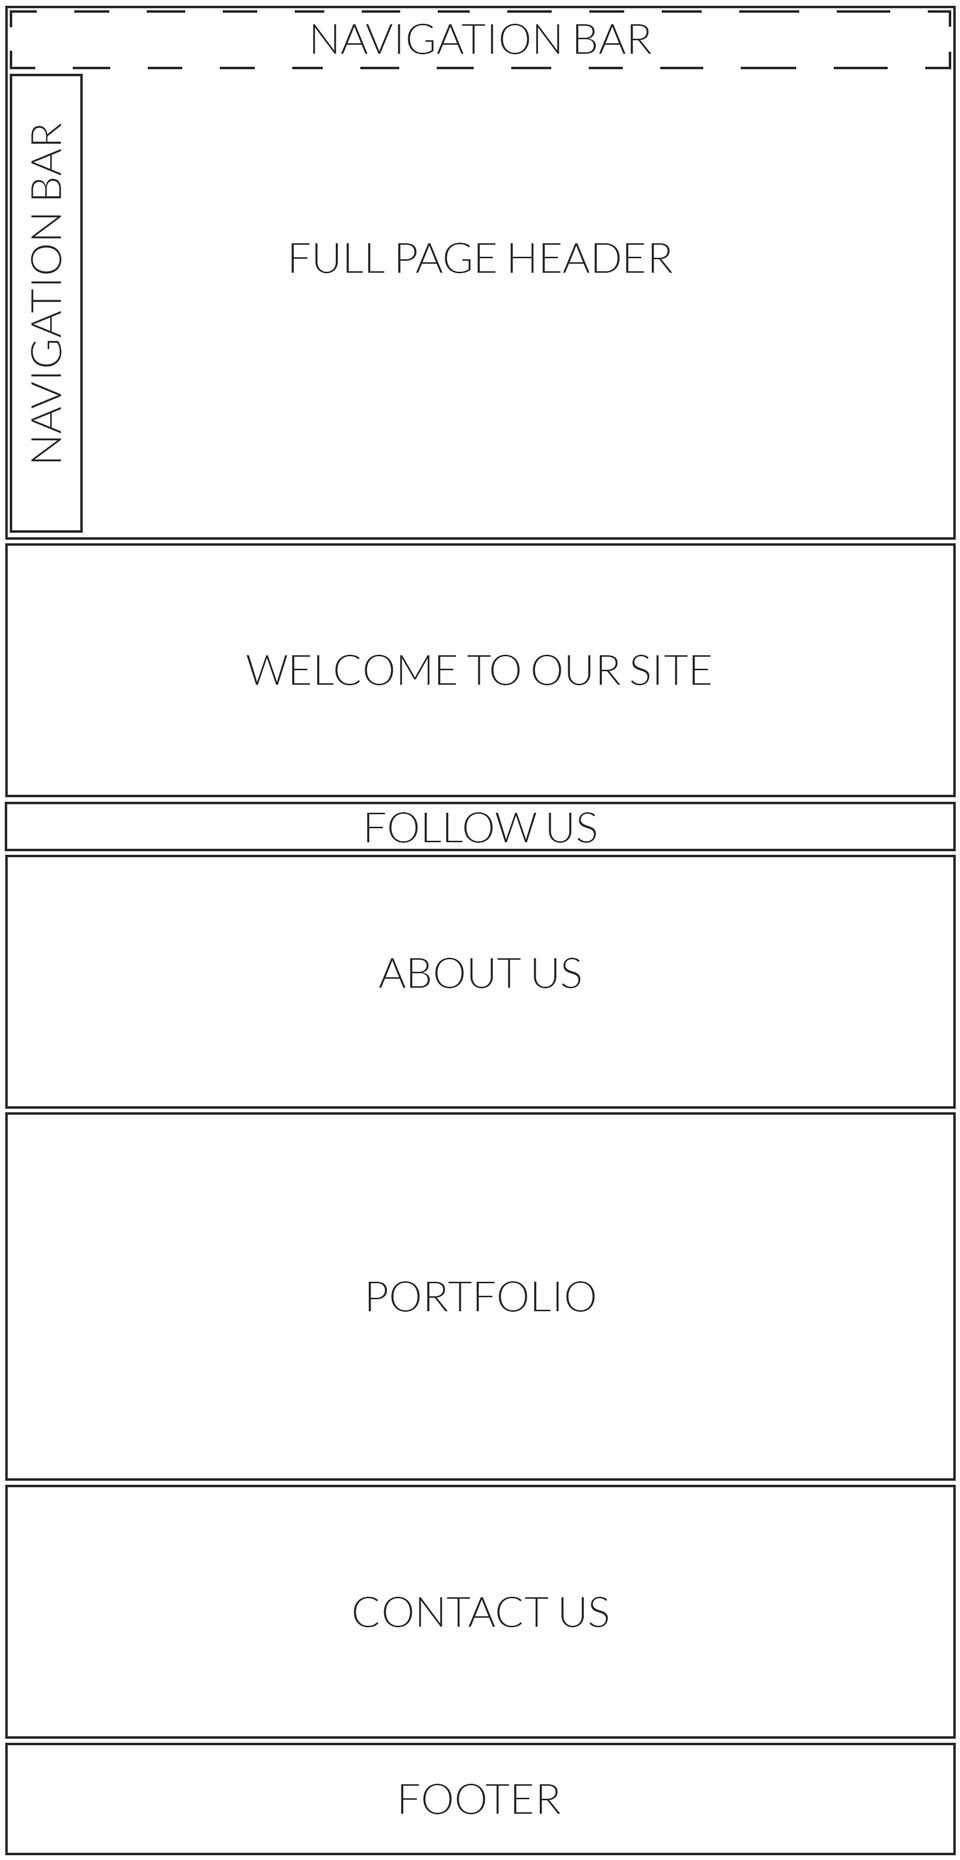 NAVIGATION BAR
NAVIGATION BAR
FULL PAGE HEADER
WELCOME TO OUR SITE
FOLLOW US
ABOUT US
PORTFOLIO
CONTACT US
FOOTER